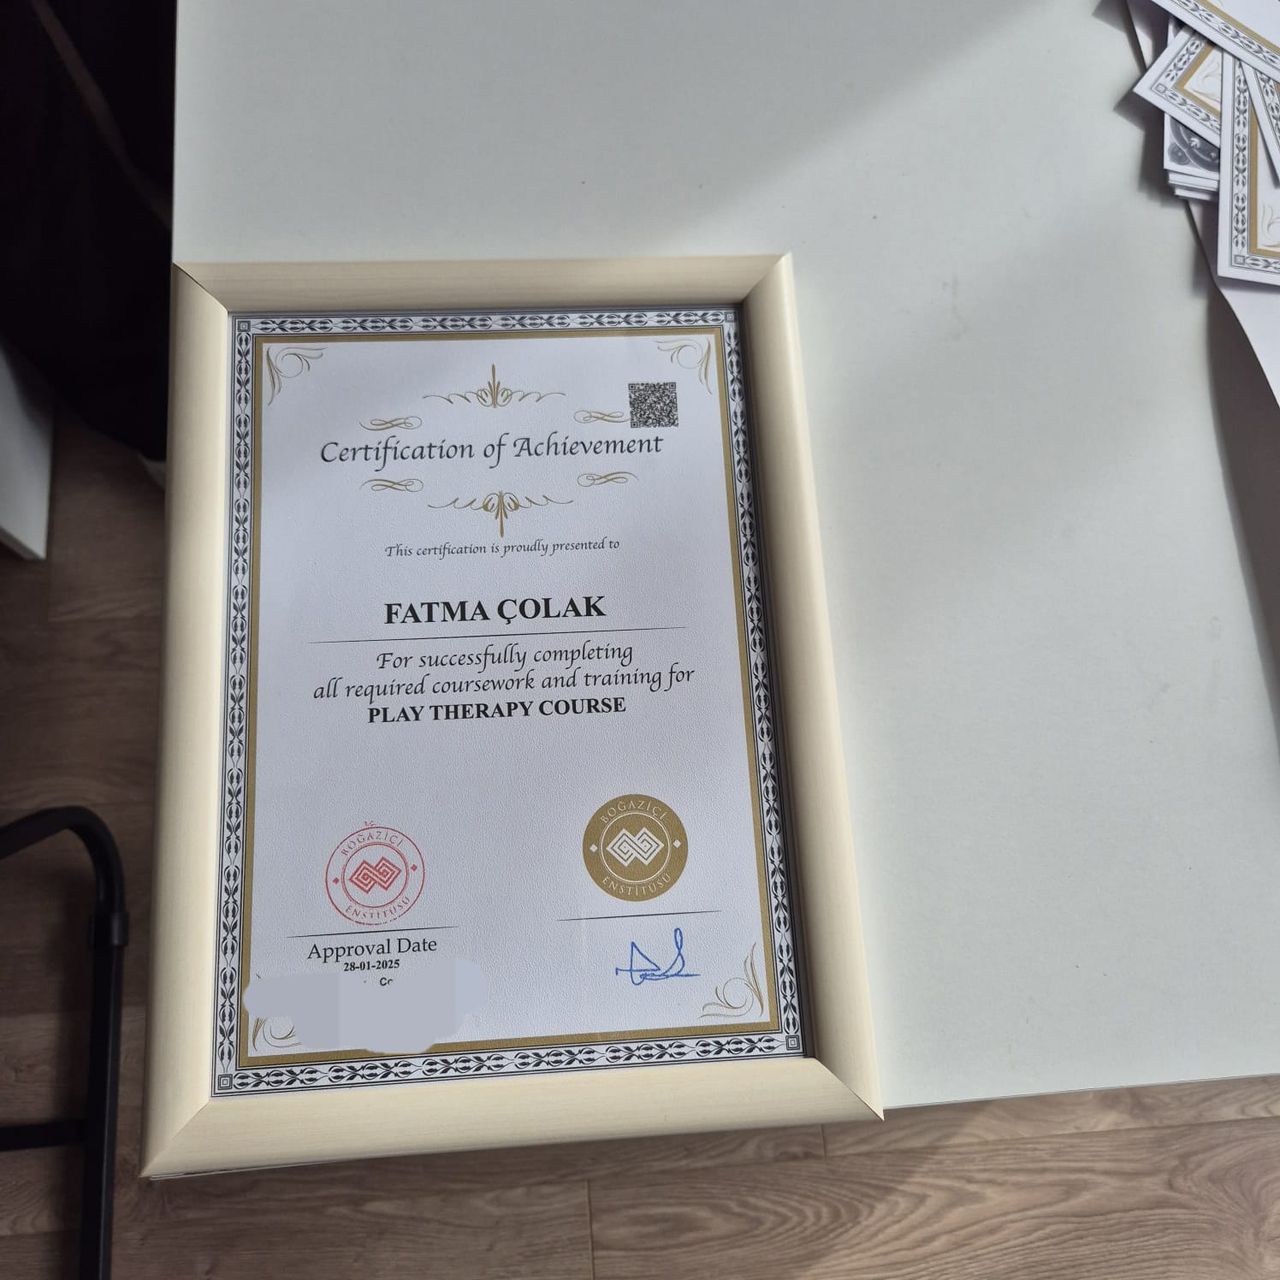 Certification of Achievement
This certification is proudly presented to
FATMA ÇOLAK
For successfully completing
all required coursework and training for
PLAY THERAPY COURSE
BOĞAZİÇİ
ENSTİTÜSÜ
BOĞAZİÇİ
ENSTİTÜSÜ
Approval Date
28-01-2025